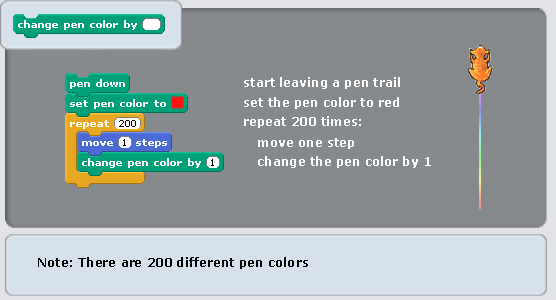 change pen color by
pen down
set pen color to
repeat 200
move 1 steps
change pen color by 1
start leaving a pen trail
set the pen color to red
repeat 200 times:
move one step
change the pen color by 1
Note: There are 200 different pen colors